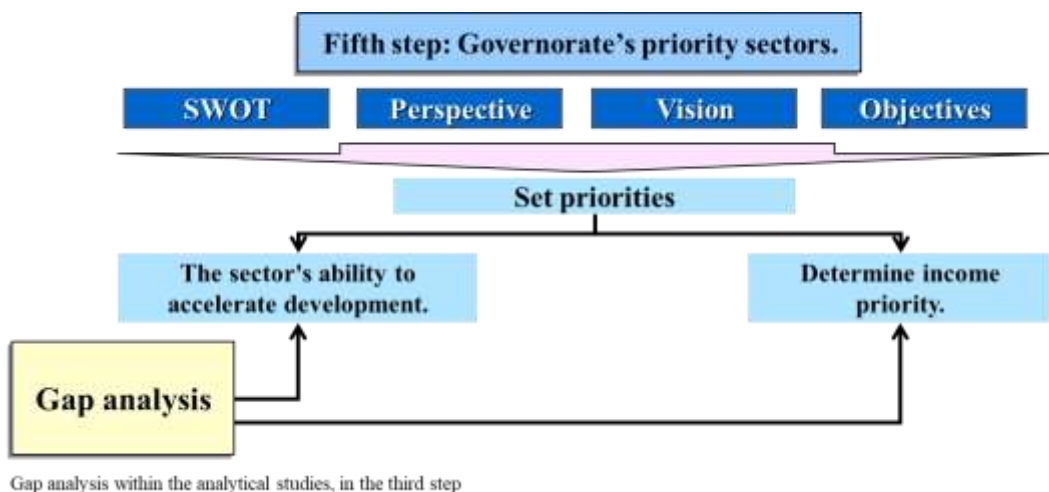 Fifth step: Governorate's priority sectors.
SWOT
Perspective
Vision
Objectives
Set priorities
The sector's ability to
accelerate development.
Determine income
priority.
Gap analysis
Gap analysis within the analytical studies, in the third step